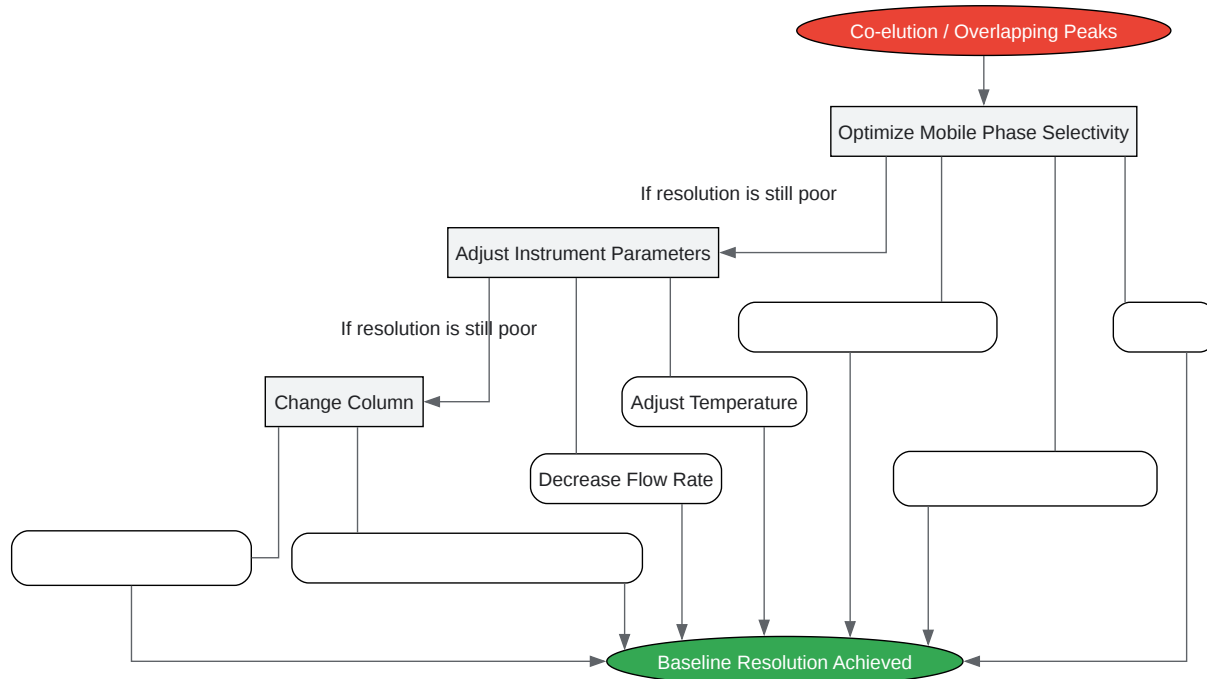 Co-elution / Overlapping Peaks
Optimize Mobile Phase Selectivity
If resolution is still poor
Adjust Instrument Parameters
If resolution is still poor
Change Column
Adjust Temperature
Decrease Flow Rate
Baseline Resolution Achieved